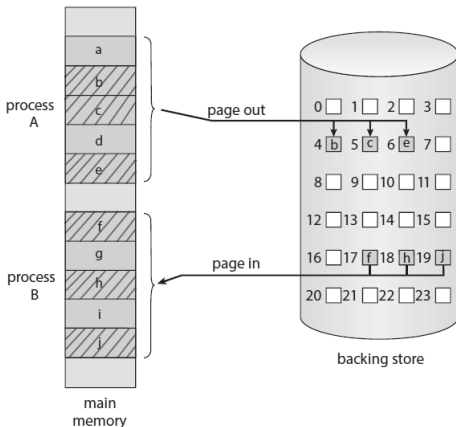 a
b
c
d
e
process
A
f
g
h
i
j
process
B
main
memory
page out
page in
0 1 2 3
4 b 5 c 6 e 7
8 9 10 11
12 13 14 15
16 17 f 18 h 19 j
20 21 22 23
backing store